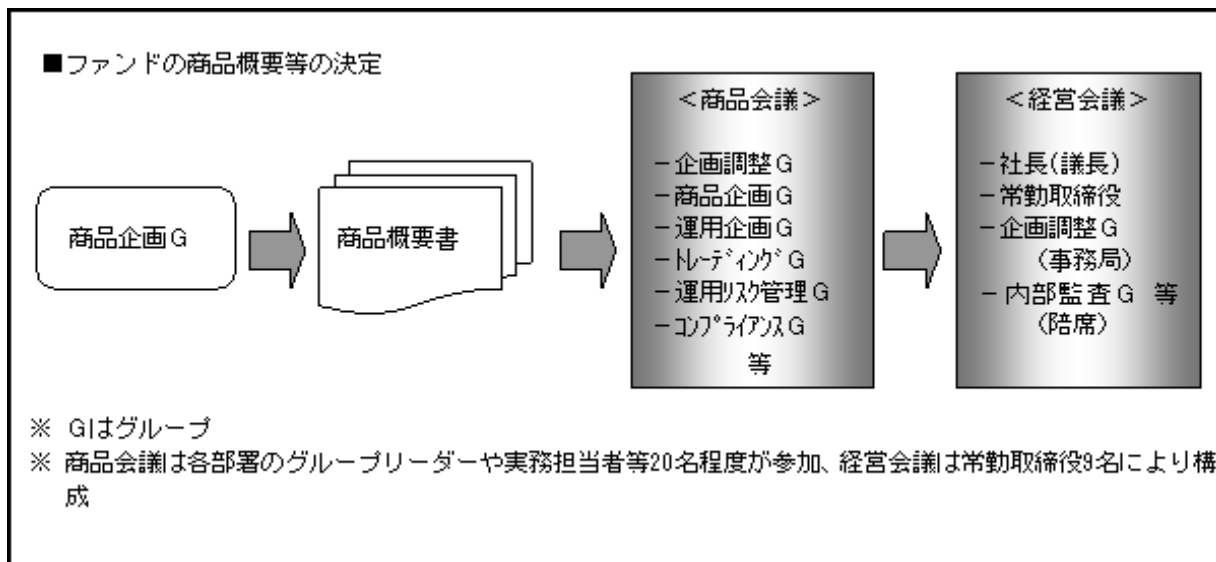 ■ファンドの商品概要等の決定
商品企画G
商品概要書
＜商品会議＞
－企画調整G
－商品企画G
－運用企画G
－ﾄﾚｰﾃﾞｨﾝｸﾞG
－運用ﾘｽｸ管理G
－ｺﾝﾌﾟﾗｲｱﾝｽG
等
＜経営会議＞
－社長(議長)
－常勤取締役
－企画調整G
(事務局)
－内部監査G 等
(陪席)
※ Gはグループ
※ 商品会議は各部署のグループリーダーや実務担当者等20名程度が参加、経営会議は常勤取締役9名により構
成